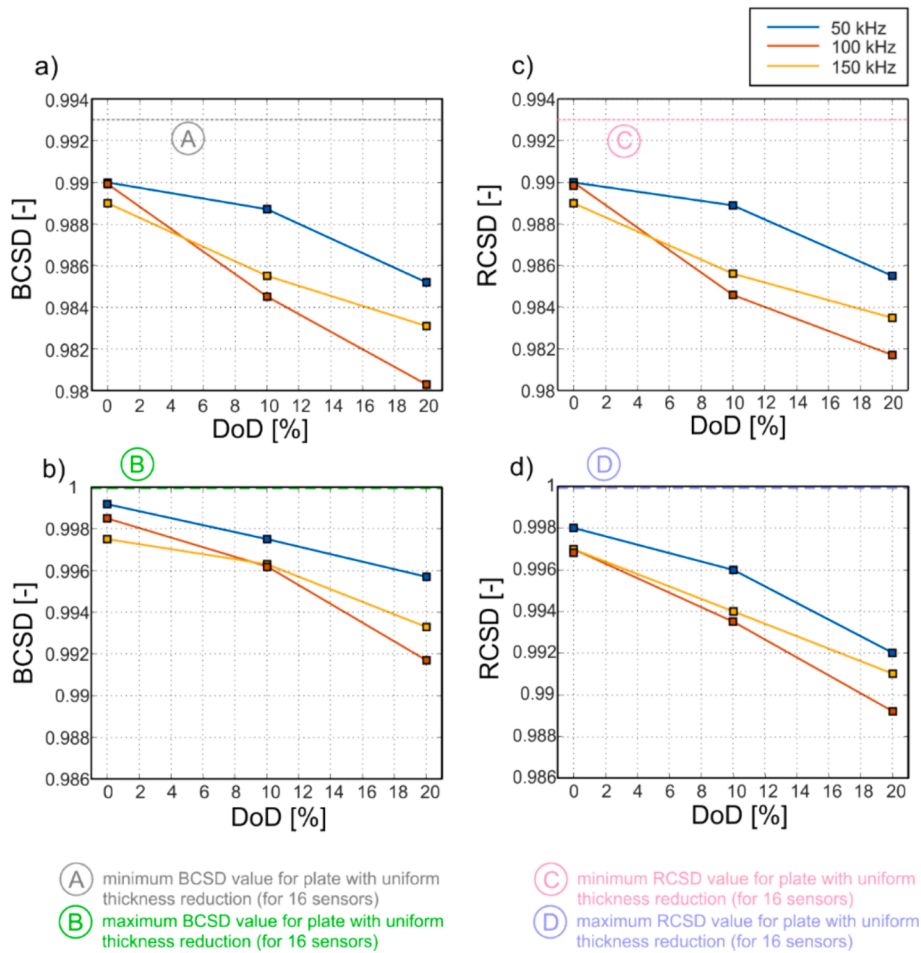 50 kHz
100 kHz
150 kHz
a)
0.994
0.992
0.99
0.988
0.986
0.984
0.982
0.98
BCSD [-]
A
0 2 4 6 8 10 12 14 16 18 20
DoD [%]
c)
0.994
0.992
0.99
0.988
0.986
0.984
0.982
0.98
RCSD [-]
C
0 2 4 6 8 10 12 14 16 18 20
DoD [%]
b)
B
1
0.998
0.996
0.994
0.992
0.99
0.988
0.986
BCSD [-]
0 2 4 6 8 10 12 14 16 18 20
DoD [%]
d)
D
1
0.998
0.996
0.994
0.992
0.99
0.988
0.986
RCSD [-]
0 2 4 6 8 10 12 14 16 18 20
DoD [%]
A minimum BCSD value for plate with uniform
thickness reduction (for 16 sensors)
B maximum BCSD value for plate with uniform
thickness reduction (for 16 sensors)
C minimum RCSD value for plate with uniform
thickness reduction (for 16 sensors)
D maximum RCSD value for plate with uniform
thickness reduction (for 16 sensors)